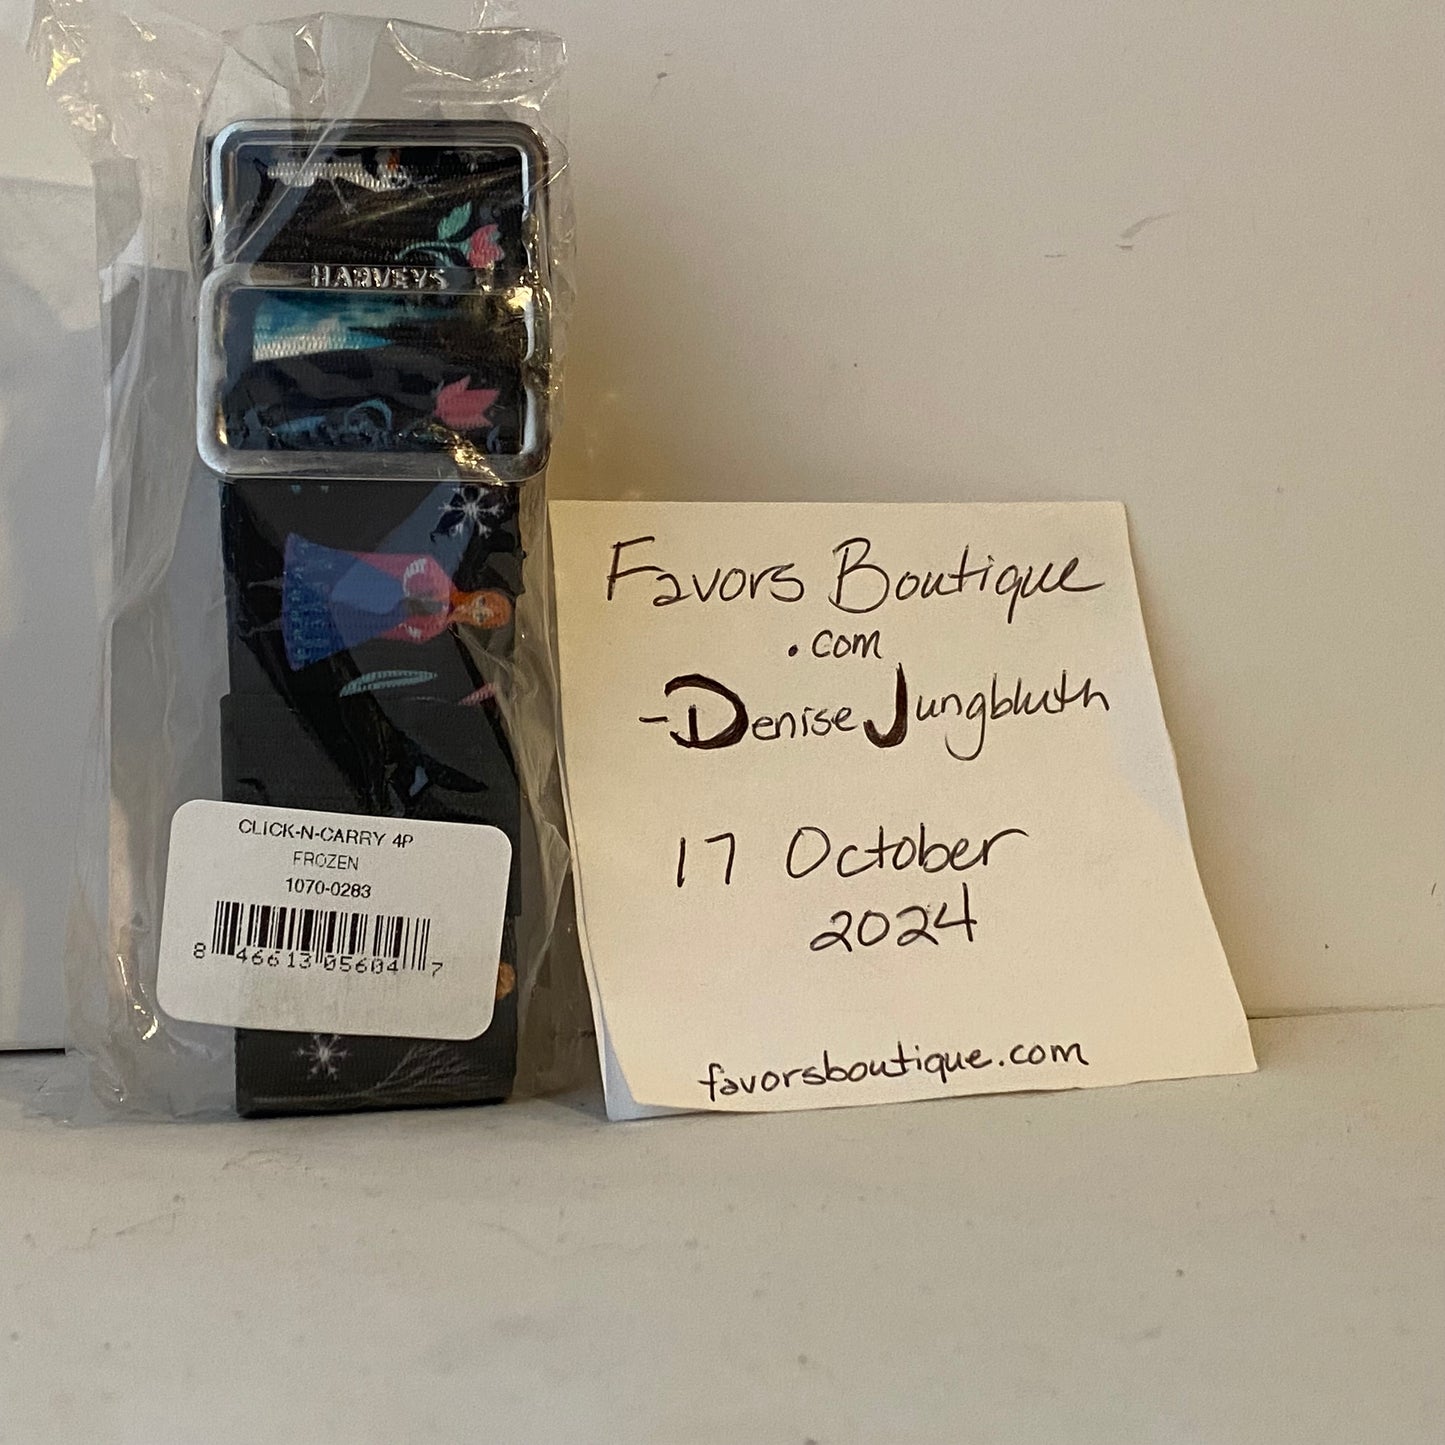 HARVEYS
CLICK-N-CARRY 4P
FROZEN
1070-0283
8 46613 05604 7
Favors Boutique
.com
-Denise Jungbluth
17 October
2024
favorsboutique.com